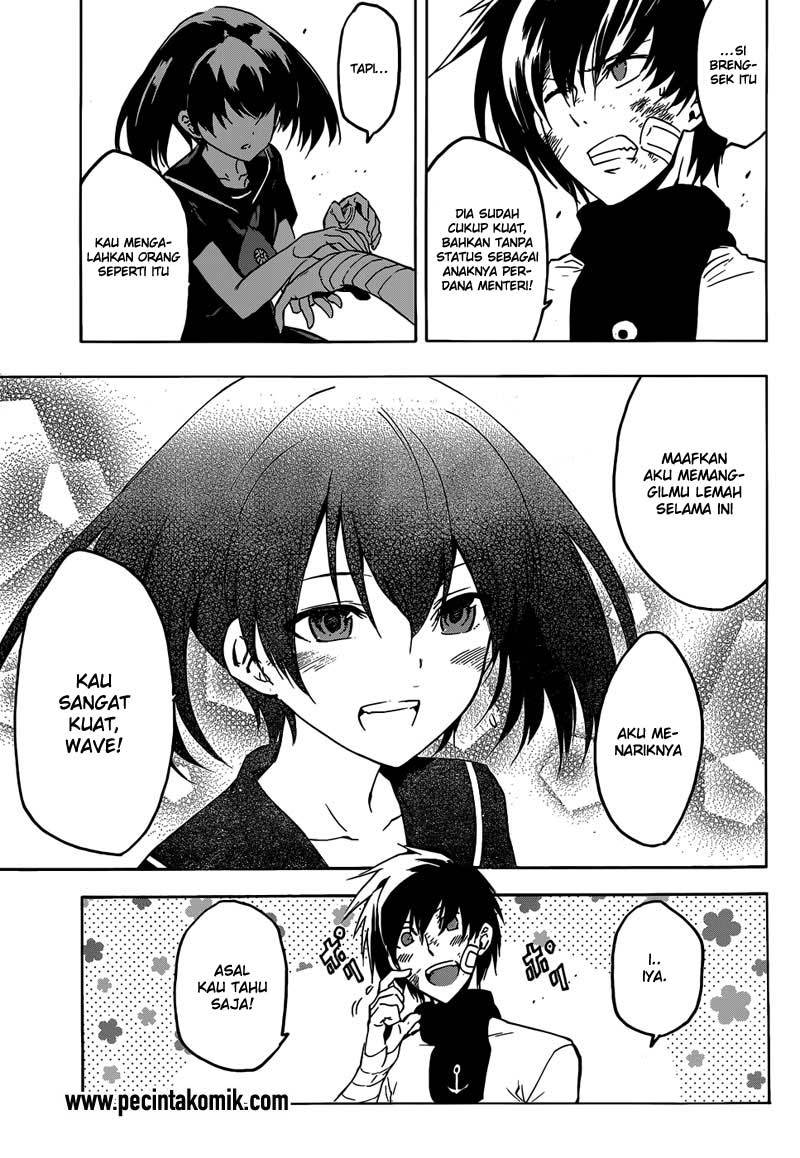 ...SI
BRENG-
SEK ITU
DIA SUDAH
CUKUP KUAT,
BAHKAN TANPA
STATUS SEBAGAI
ANAKNYA PER-
DANA MENTERI!
TAPI...
KAU MENGA-
LAHKAN ORANG
SEPERTI ITU
MAAFKAN
AKU MEMANG-
GILMU LEMAH
SELAMA INI
AKU ME-
NARIKNYA
KAU
SANGAT
KUAT,
WAVE!
I..
IYA.
ASAL
KAU TAHU
SAJA!
www.pecintakomik.com